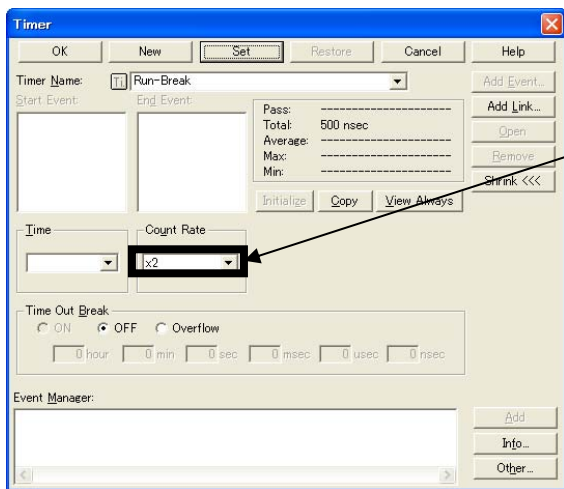 Timer
OK New Set Restore Cancel Help
Timer Name: Ti Run-Break Add Event...
Start Event: End Event: Add Link...
Pass: ----------------------
Total: 500 nsec Open
Average: ----------------------
Max: ---------------------- Remove
Min: ----------------------
Shrink <<<
Initialize Copy View Always
Time Count Rate
x2
Time Out Break
ON OFF Overflow
0 hour 0 min 0 sec 0 msec 0 usec 0 nsec
Event Manager:
Add
Info...
Other...